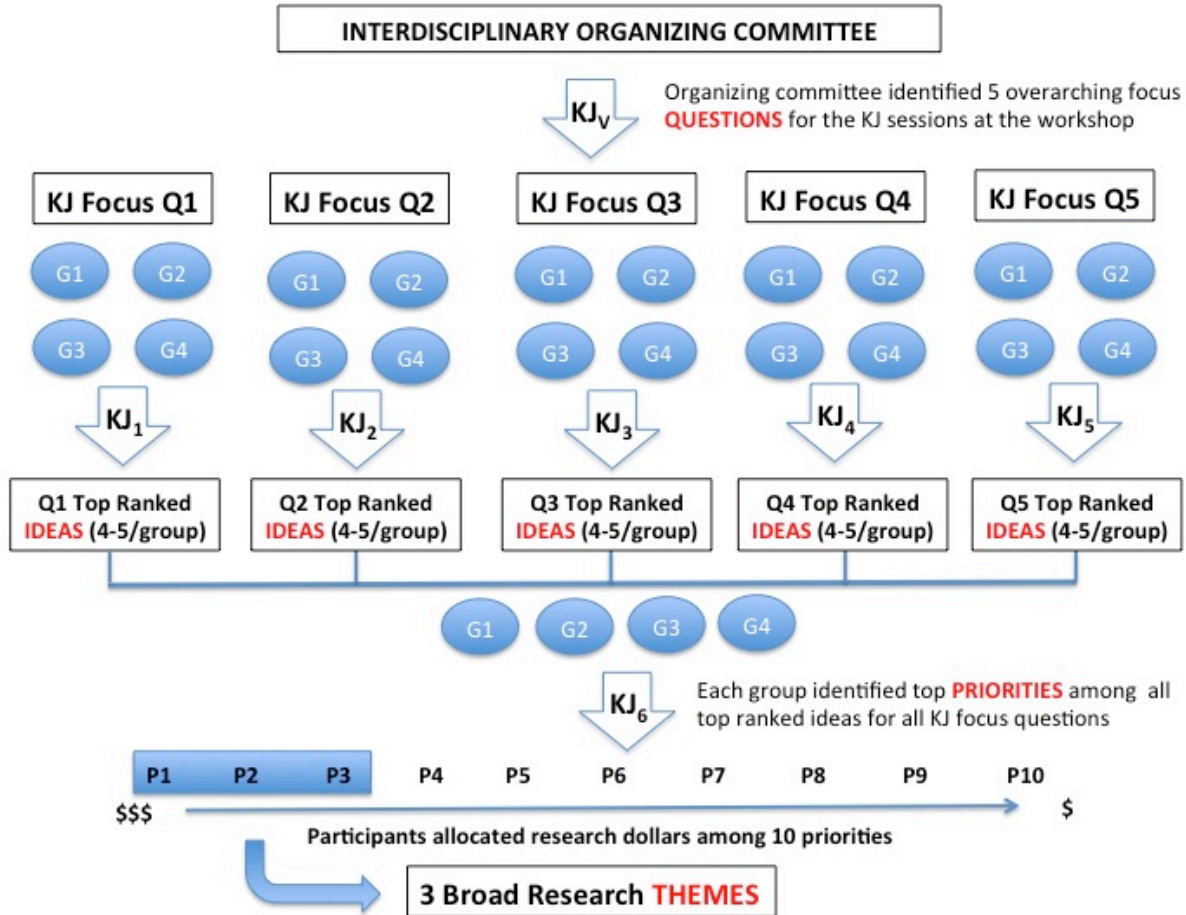 INTERDISCIPLINARY ORGANIZING COMMITTEE
KJV
Organizing committee identified 5 overarching focus
QUESTIONS for the KJ sessions at the workshop
KJ Focus Q1
KJ Focus Q2
KJ Focus Q3
KJ Focus Q4
KJ Focus Q5
G1 G2
G1 G2
G1 G2
G1 G2
G1 G2
G3 G4
G3 G4
G3 G4
G3 G4
G3 G4
KJ1
KJ2
KJ3
KJ4
KJ5
Q1 Top Ranked
IDEAS (4-5/group)
Q2 Top Ranked
IDEAS (4-5/group)
Q3 Top Ranked
IDEAS (4-5/group)
Q4 Top Ranked
IDEAS (4-5/group)
Q5 Top Ranked
IDEAS (4-5/group)
G1 G2 G3 G4
KJ6
Each group identified top PRIORITIES among all
top ranked ideas for all KJ focus questions
P1 P2 P3 P4 P5 P6 P7 P8 P9 P10
$$$ $
Participants allocated research dollars among 10 priorities
3 Broad Research THEMES